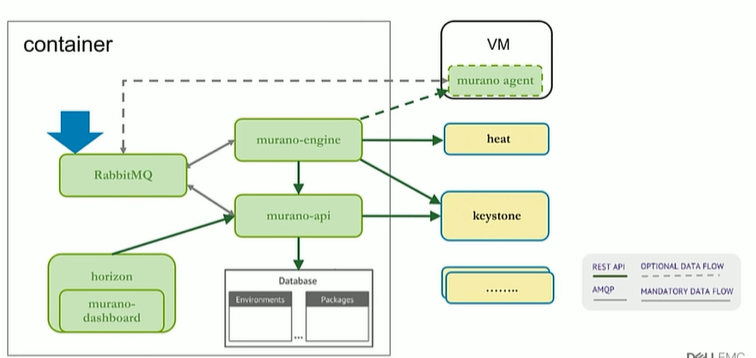 container
VM
murano agent
murano-engine
heat
RabbitMQ
murano-api
keystone
horizon
murano-
dashboard
Database
Environments
Packages
...
........
REST API
OPTIONAL DATA FLOW
AMQP
MANDATORY DATA FLOW